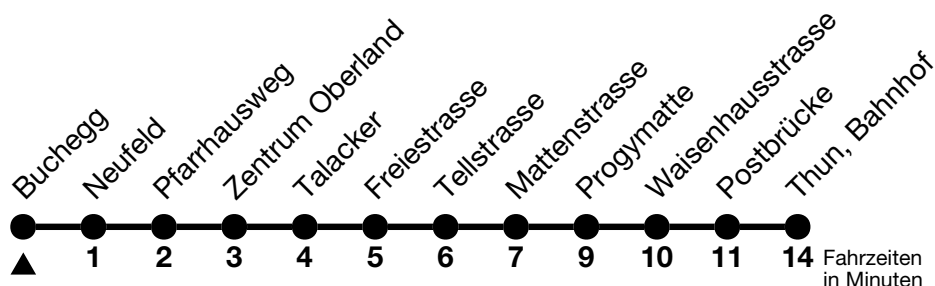 Buchegg
Neufeld
Pfarrhausweg
Zentrum Oberland
Talacker
Freiestrasse
Tellstrasse
Mattenstrasse
Progymatte
Waisenhausstrasse
Postbrücke
Thun, Bahnhof
1 2 3 4 5 6 7 9 10 11 14 Fahrzeiten
in Minuten